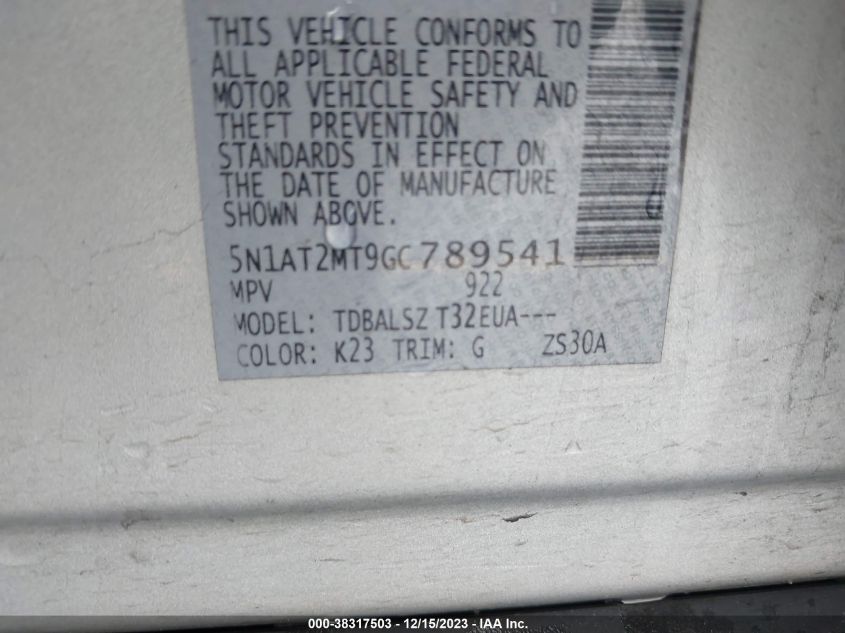 THIS VEHICLE CONFORMS TO
ALL APPLICABLE FEDERAL
MOTOR VEHICLE SAFETY AND
THEFT PREVENTION
STANDARDS IN EFFECT ON
THE DATE OF MANUFACTURE
SHOWN ABOVE.
5N1AT2MT9GC789541
MPV 922
MODEL: TDBALSZ T32EUA---
COLOR: K23 TRIM: G ZS30A
000-38317503 - 12/15/2023 - IAA Inc.